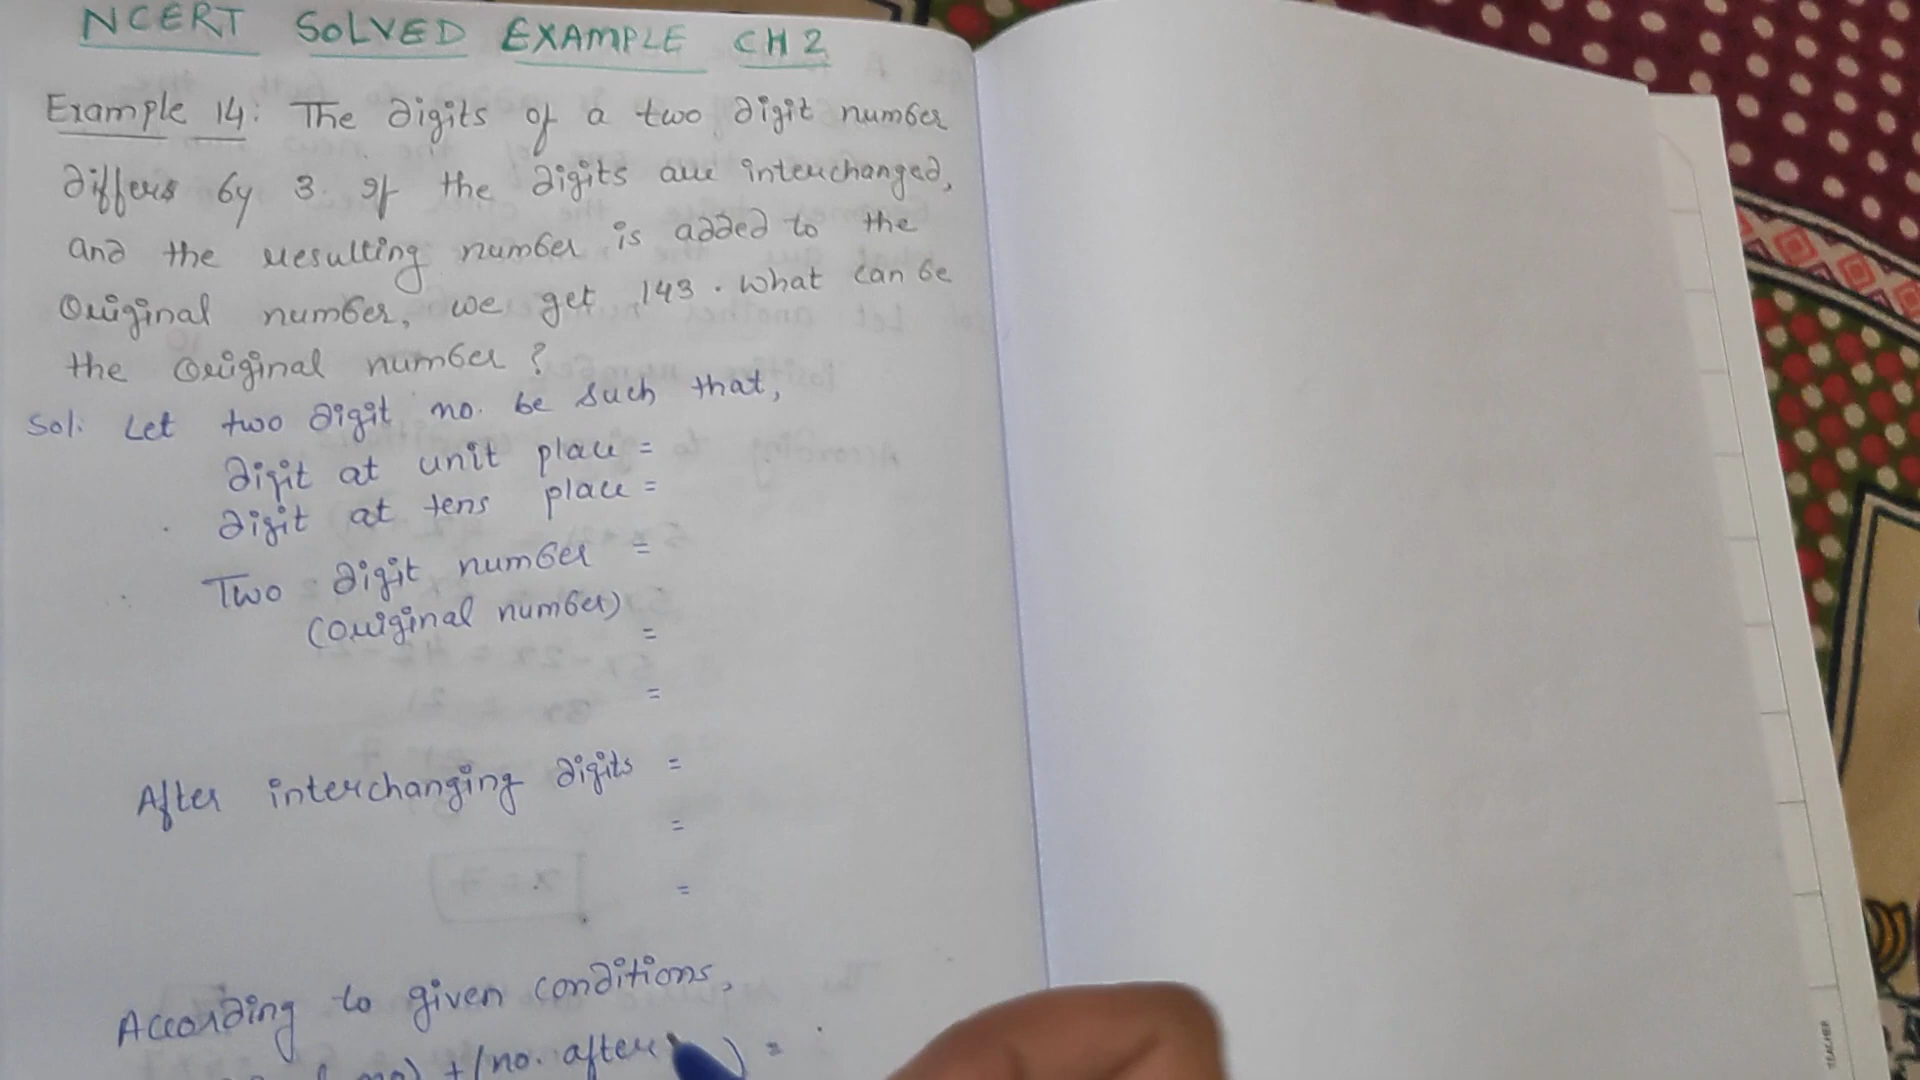 NCERT SOLVED EXAMPLE CH 2
Example 14: The digits of a two digit number
differs by 3. If the digits are interchanged,
and the resulting number is added to the
Original number, we get 143. What can be
the original number?
Sol: Let two digit no. be such that,
digit at unit place =
digit at tens place =
Two digit number =
(original number)
=
=
After interchanging digits =
=
=
According to given conditions,
no) + (no. after ) =
TEACHER